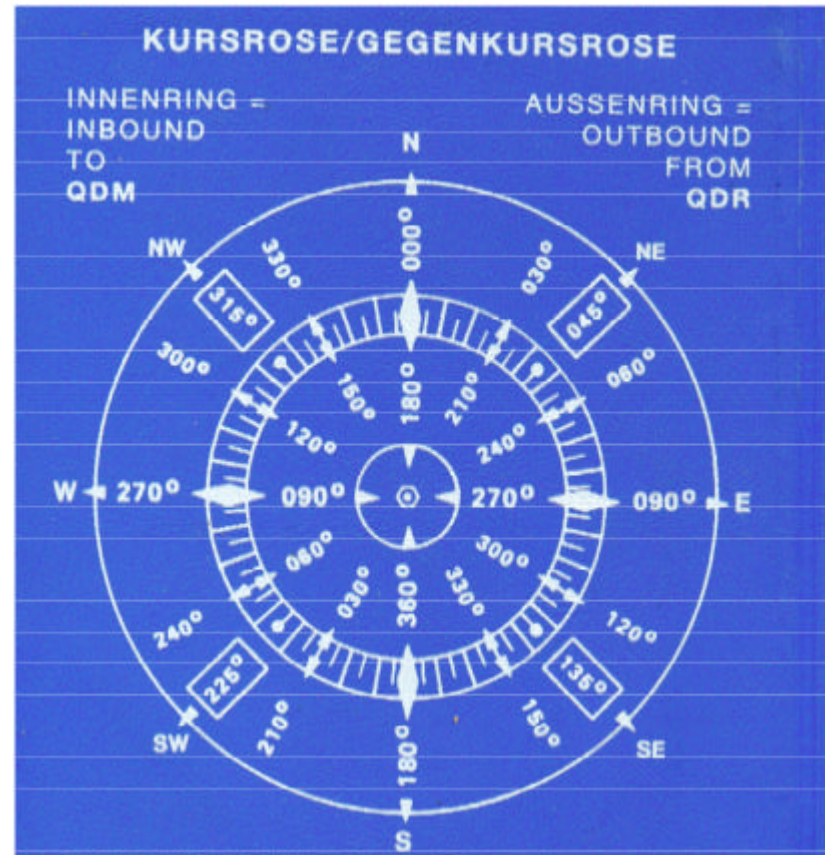 KURSROSE/GEGENKURSROSE
INNENRING =
INBOUND
TO
QDM
AUSSENRING =
OUTBOUND
FROM
QDR
N
NW
NE
000°
330°
030°
315°
045°
300°
060°
180°
150°
210°
120°
240°
W
270°
090°
270°
090°
E
060°
300°
030°
330°
360°
240°
120°
225°
135°
210°
150°
180°
SW
SE
S